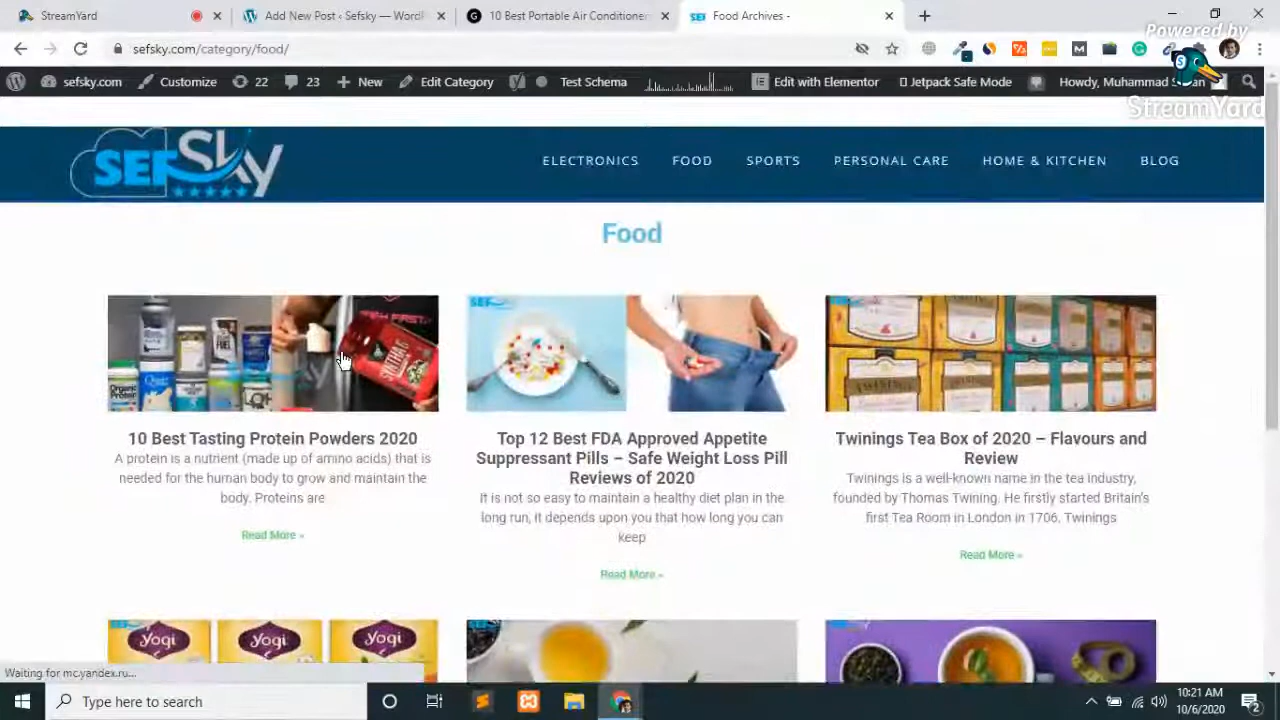 StreamYard
Add New Post ‹ Sefsky — WordP
10 Best Portable Air Conditioner
Food Archives -
Powered by
StreamYard
sefsky.com/category/food/
sefsky.com
Customize
22
23
New
Edit Category
Test Schema
Edit with Elementor
Jetpack Safe Mode
Howdy, Muhammad
SEFSKY
ELECTRONICS
FOOD
SPORTS
PERSONAL CARE
HOME & KITCHEN
BLOG
Food
10 Best Tasting Protein Powders 2020
A protein is a nutrient (made up of amino acids) that is
needed for the human body to grow and maintain the
body. Proteins are
Read More »
Top 12 Best FDA Approved Appetite
Suppressant Pills – Safe Weight Loss Pill
Reviews of 2020
It is not so easy to maintain a healthy diet plan in the
long run, it depends upon you that how long you can
keep
Read More »
TWININGS
TWININGS
Twinings Tea Box of 2020 – Flavours and
Review
Twinings is a well-known name in the tea industry,
founded by Thomas Twining. He firstly started Britain's
first Tea Room in London in 1706. Twinings
Read More »
yogi
yogi
yogi
Waiting for mc.yandex.ru...
Type here to search
10:21 AM
10/6/2020
2